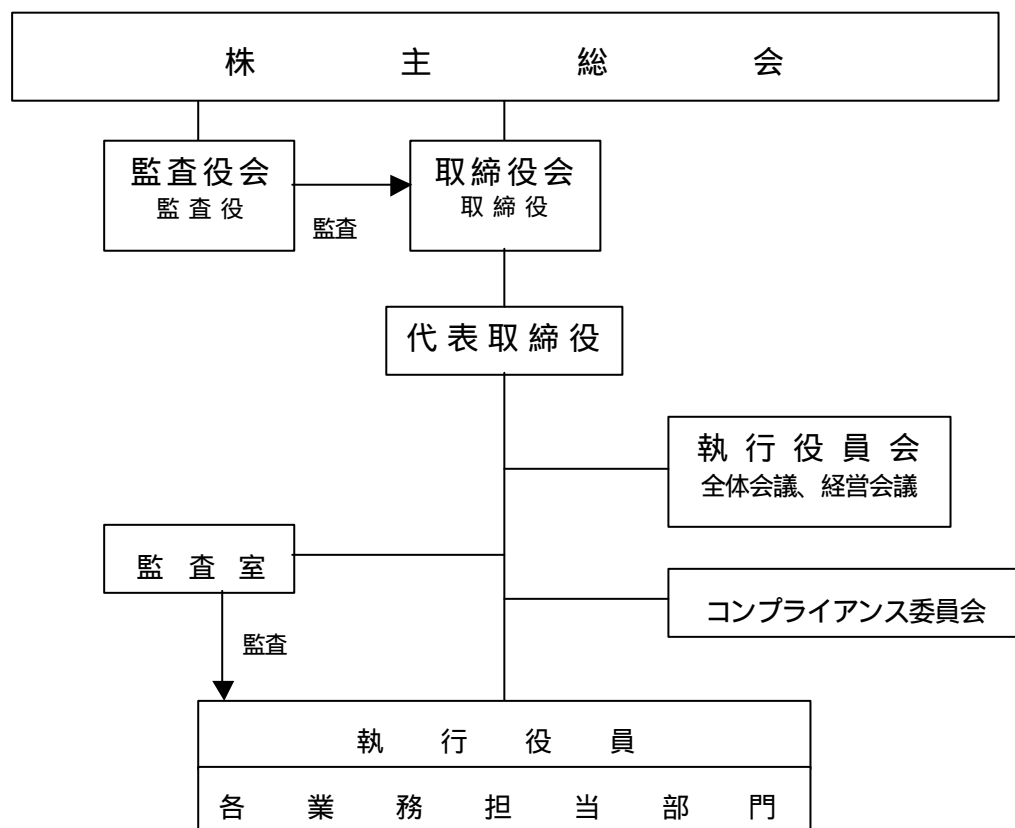 株主総会
監査役会
監査役
監査
取締役会
取締役
代表取締役
執行役員会
全体会議、経営会議
監査室
コンプライアンス委員会
監査
執行役員
各業務担当部門